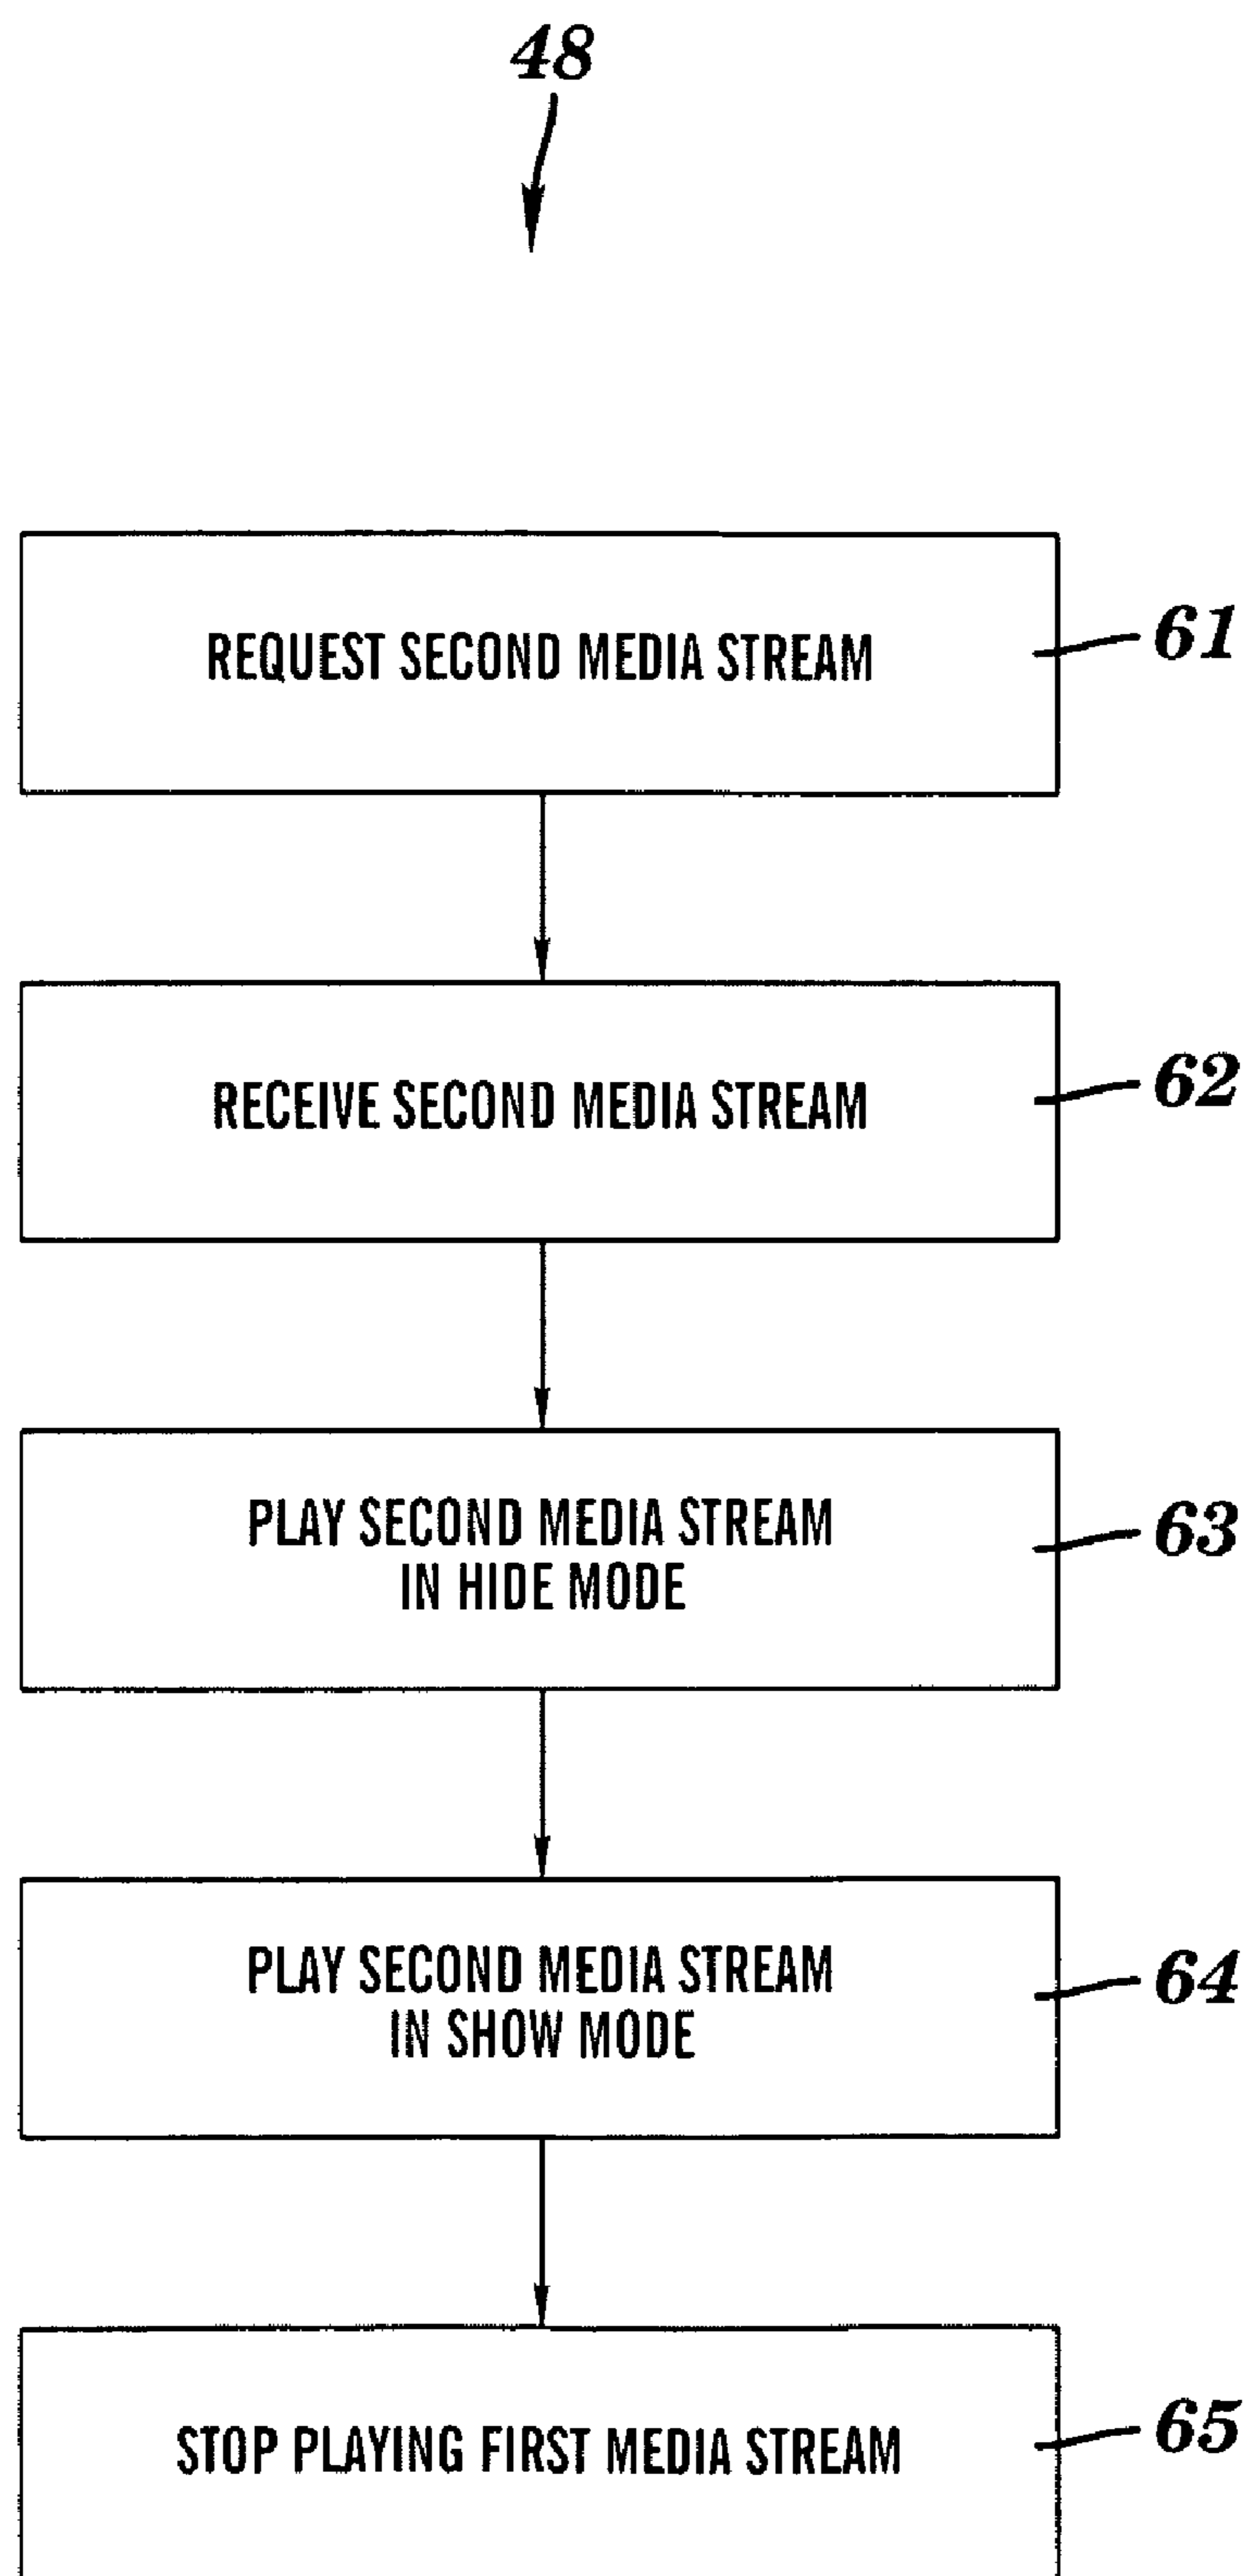 48
REQUEST SECOND MEDIA STREAM
61
RECEIVE SECOND MEDIA STREAM
62
PLAY SECOND MEDIA STREAM
IN HIDE MODE
63
PLAY SECOND MEDIA STREAM
IN SHOW MODE
64
STOP PLAYING FIRST MEDIA STREAM
65